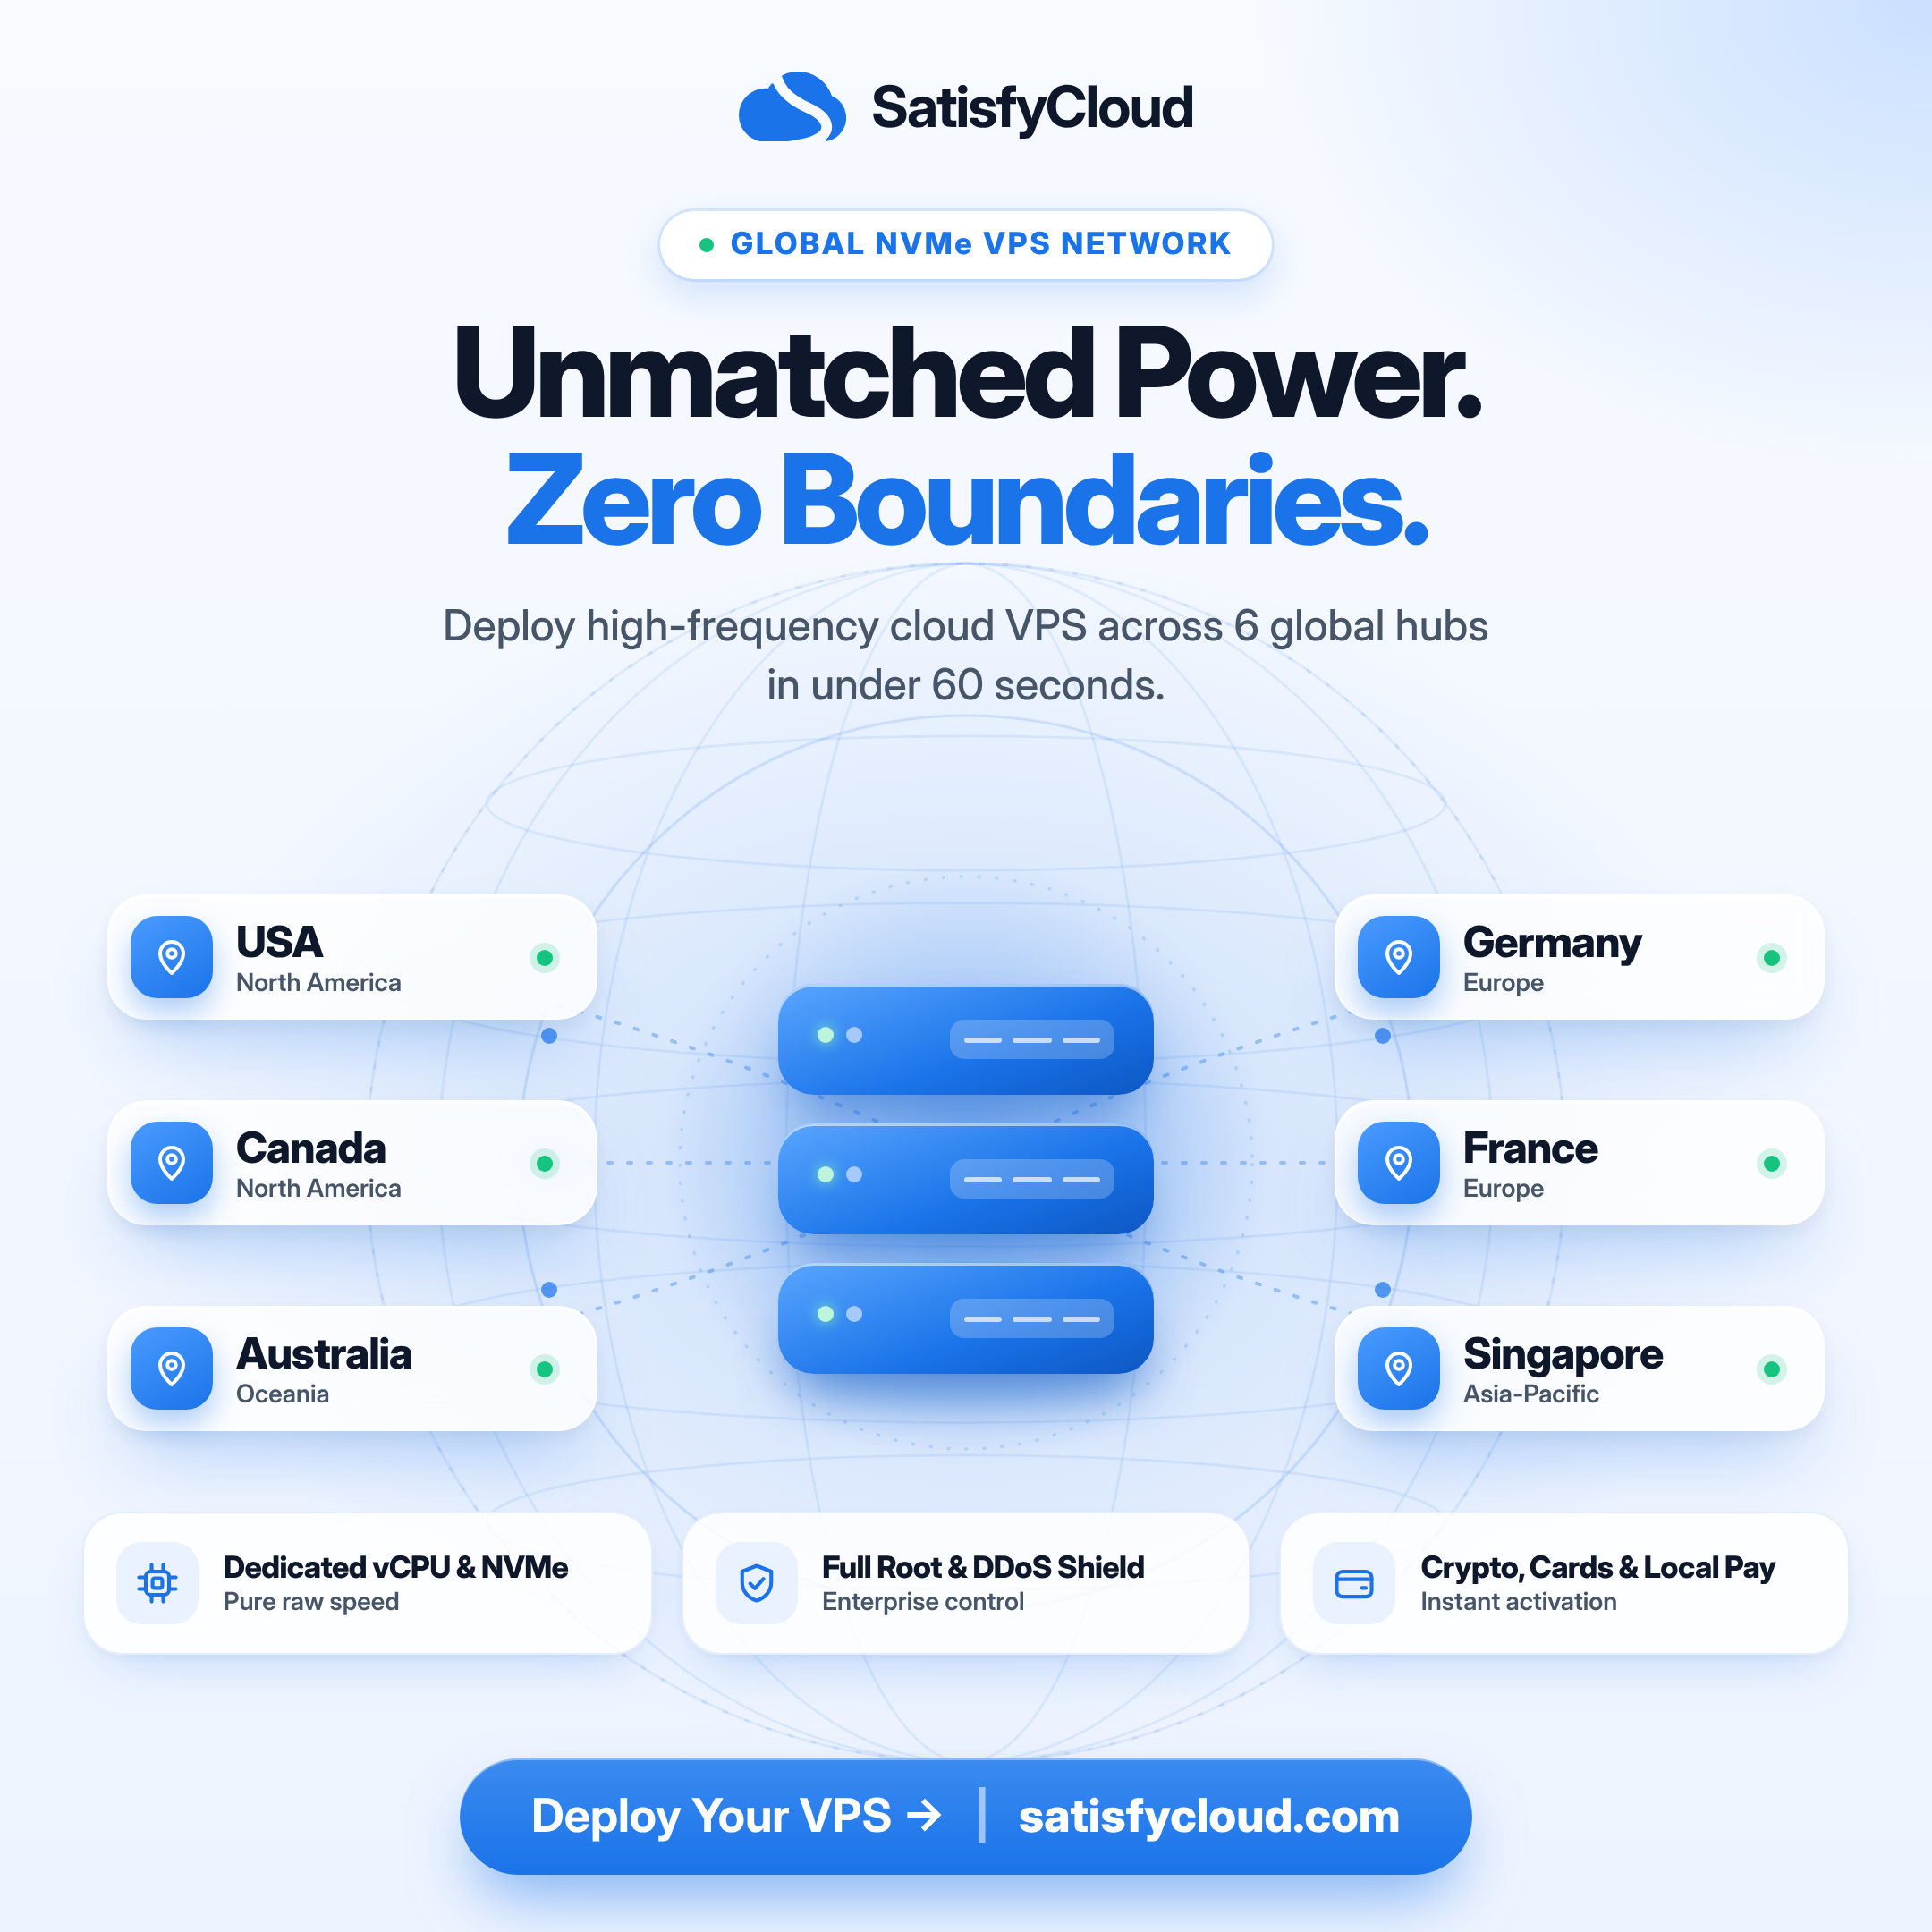 SatisfyCloud
GLOBAL NVMe VPS NETWORK
Unmatched Power.
Zero Boundaries.
Deploy high-frequency cloud VPS across 6 global hubs
in under 60 seconds.
USA
North America
Germany
Europe
Canada
North America
France
Europe
Australia
Oceania
Singapore
Asia-Pacific
Dedicated vCPU & NVMe
Pure raw speed
Full Root & DDoS Shield
Enterprise control
Crypto, Cards & Local Pay
Instant activation
Deploy Your VPS → | satisfycloud.com